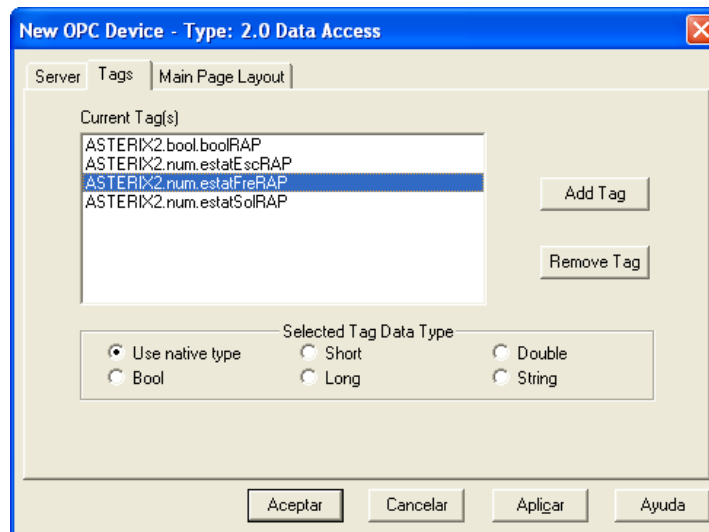 New OPC Device - Type: 2.0 Data Access
Server Tags Main Page Layout
Current Tag(s)
ASTERIX2.bool.boolRAP
ASTERIX2.num.estatEscRAP
ASTERIX2.num.estatFreRAP
ASTERIX2.num.estatSolRAP
Add Tag
Remove Tag
Selected Tag Data Type
Use native type Short Double
Bool Long String
Aceptar Cancelar Aplicar Ayuda